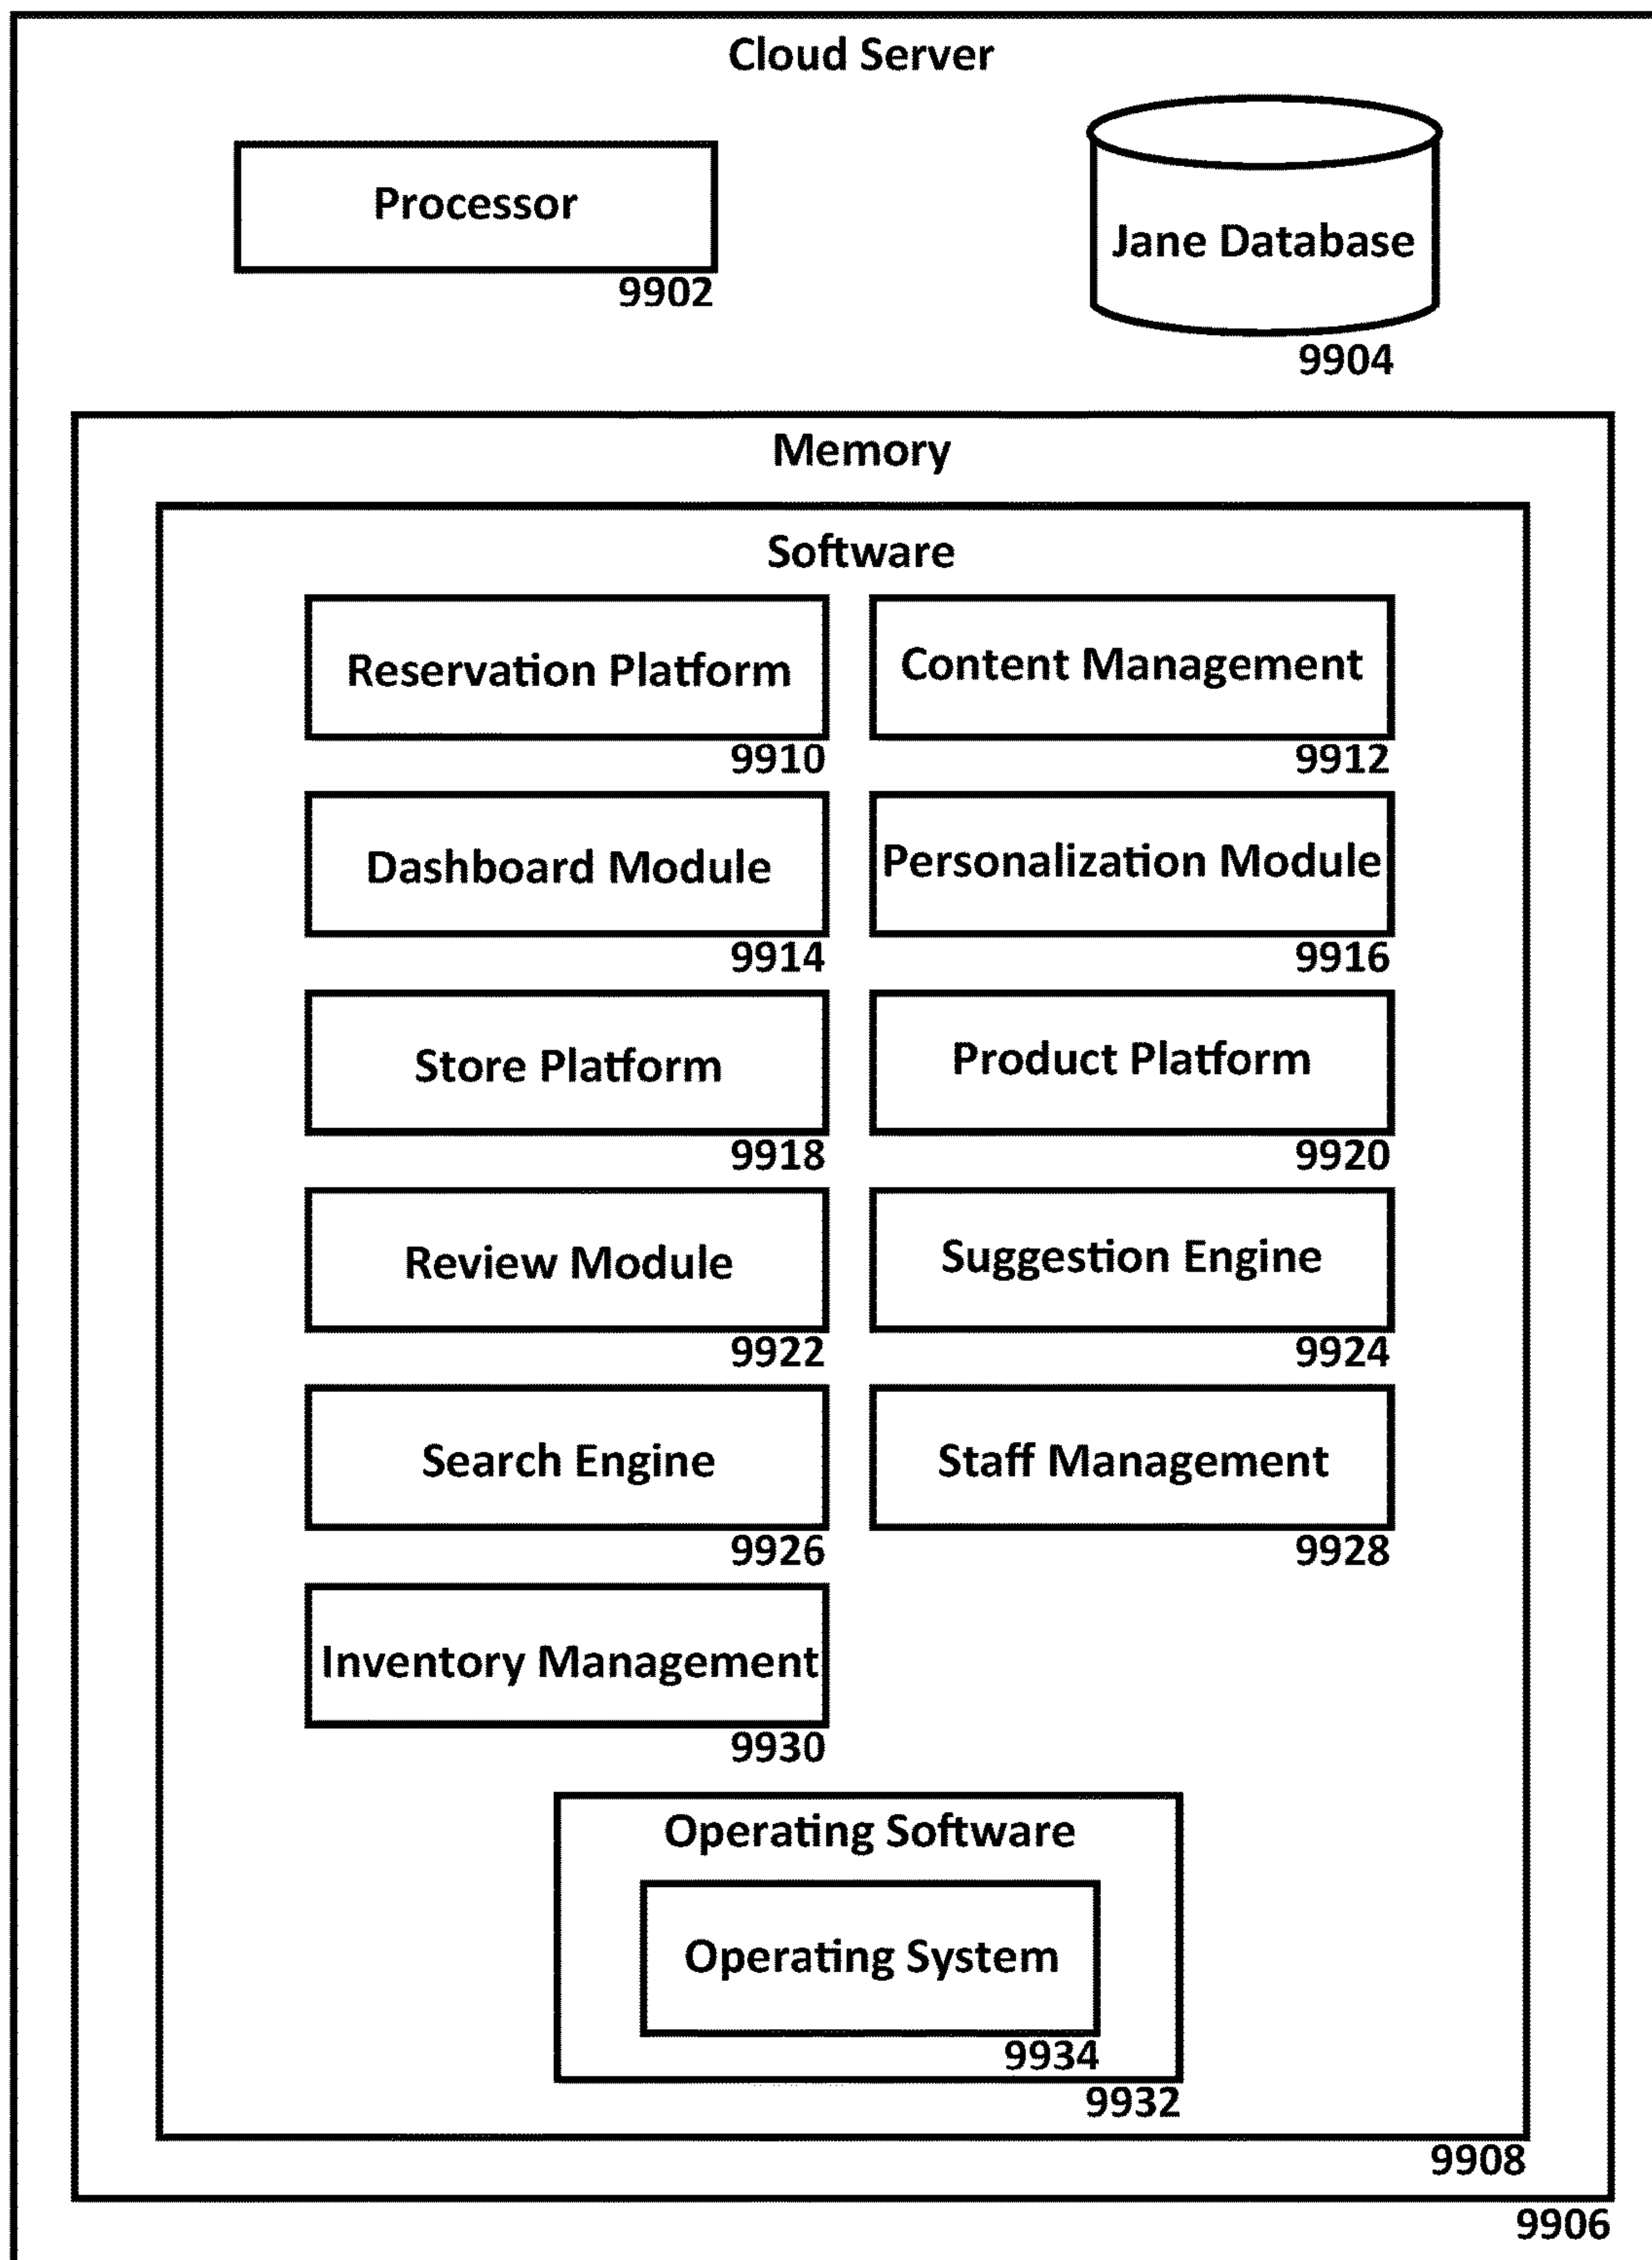 Cloud Server
Processor
9902
Jane Database
9904
Memory
Software
Reservation Platform
9910
Content Management
9912
Dashboard Module
9914
Personalization Module
9916
Store Platform
9918
Product Platform
9920
Review Module
9922
Suggestion Engine
9924
Search Engine
9926
Staff Management
9928
Inventory Management
9930
Operating Software
Operating System
9934
9932
9908
9906